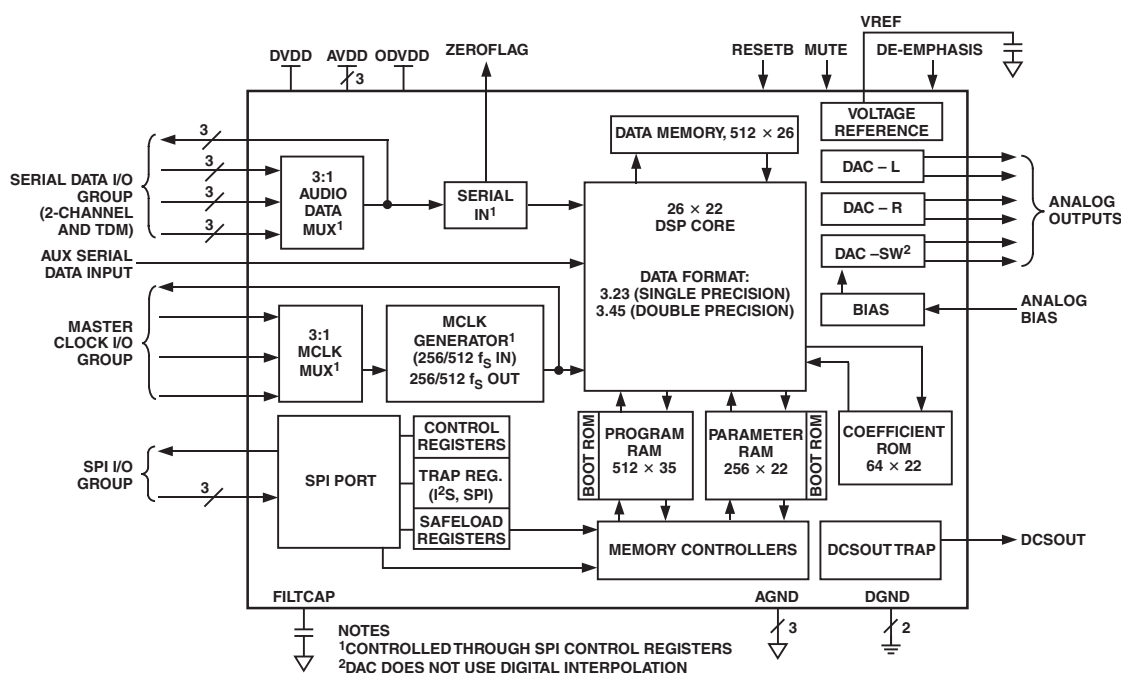 VREF
DVDD
AVDD
ODVDD
ZEROFLAG
RESETB
MUTE
DE-EMPHASIS
3
VOLTAGE
REFERENCE
DATA MEMORY, 512 × 26
3
3
3
3
SERIAL DATA I/O
GROUP
(2-CHANNEL
AND TDM)
3:1
AUDIO
DATA
MUX¹
SERIAL
IN¹
26 × 22
DSP CORE
DATA FORMAT:
3.23 (SINGLE PRECISION)
3.45 (DOUBLE PRECISION)
DAC – L
DAC – R
DAC –SW²
ANALOG
OUTPUTS
AUX SERIAL
DATA INPUT
BIAS
ANALOG
BIAS
MASTER
CLOCK I/O
GROUP
3:1
MCLK
MUX¹
MCLK
GENERATOR¹
(256/512 fS IN)
256/512 fS OUT
SPI I/O
GROUP
3
SPI PORT
CONTROL
REGISTERS
TRAP REG.
(I²S, SPI)
SAFELOAD
REGISTERS
BOOT ROM
PROGRAM
RAM
512 × 35
PARAMETER
RAM
256 × 22
BOOT ROM
COEFFICIENT
ROM
64 × 22
MEMORY CONTROLLERS
DCSOUT TRAP
DCSOUT
FILTCAP
AGND
DGND
3
2
NOTES
¹CONTROLLED THROUGH SPI CONTROL REGISTERS
²DAC DOES NOT USE DIGITAL INTERPOLATION